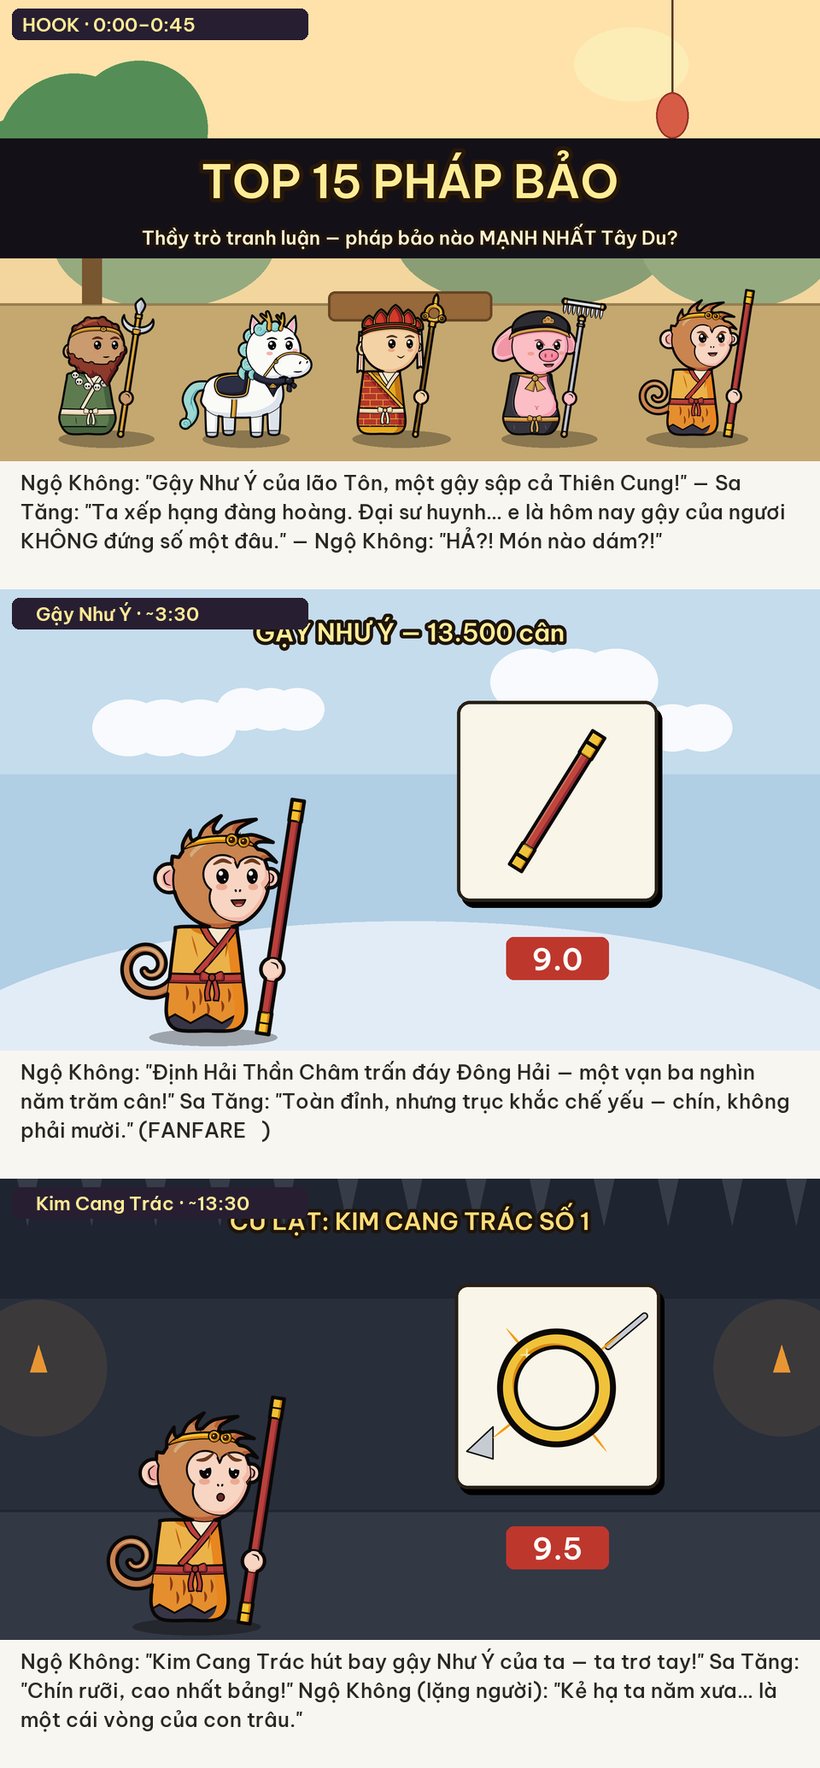 HOOK · 0:00–0:45
TOP 15 PHÁP BẢO
Thầy trò tranh luận — pháp bảo nào MẠNH NHẤT Tây Du?
Ngộ Không: "Gậy Như Ý của lão Tôn, một gậy sập cả Thiên Cung!" — Sa
Tăng: "Ta xếp hạng đàng hoàng. Đại sư huynh... e là hôm nay gậy của ngươi
KHÔNG đứng số một đâu." — Ngộ Không: "HẢ?! Món nào dám?!"
Gậy Như Ý · ~3:30
GẬY NHƯ Ý — 13.500 cân
9.0
Ngộ Không: "Định Hải Thần Châm trấn đáy Đông Hải — một vạn ba nghìn
năm trăm cân!" Sa Tăng: "Toàn đỉnh, nhưng trục khắc chế yếu — chín, không
phải mười." (FANFARE )
Kim Cang Trác · ~13:30
CÚ LẬT: KIM CANG TRÁC SỐ 1
9.5
Ngộ Không: "Kim Cang Trác hút bay gậy Như Ý của ta — ta trơ tay!" Sa Tăng:
"Chín rưỡi, cao nhất bảng!" Ngộ Không (lặng người): "Kẻ hạ ta năm xưa... là
một cái vòng của con trâu."